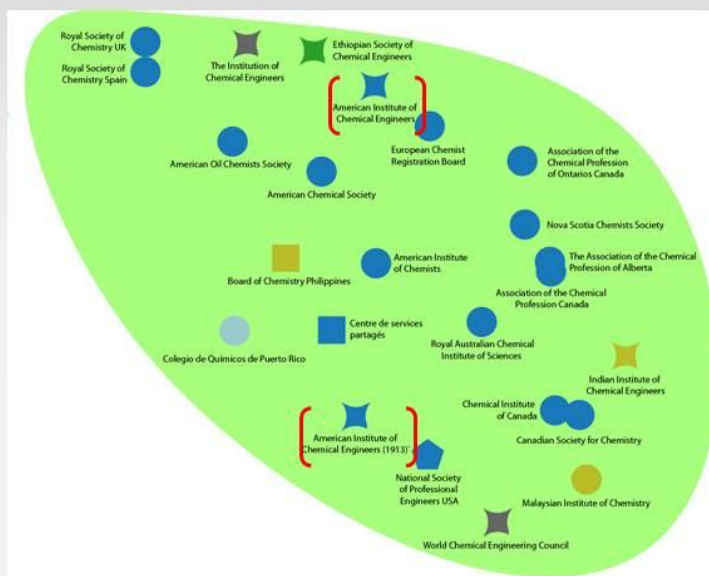 Royal Society of
Chemistry UK
Royal Society of
Chemistry Spain
The Institution
of Chemical Engineers
Ethiopian Society of
Chemical Engineers
American Institute of
Chemical Engineers
European Chemist
Registration Board
American Oil Chemists Society
American Chemical Society
Association of the
Chemical Profession
of Ontarios Canada
Nova Scotia Chemists Society
Board of Chemistry Philippines
American Institute
of Chemists
The Association of the Chemical
Profession of Alberta
Association of the Chemical
Profession Canada
Colegio de Químicos de Puerto Rico
Centre de services
partagés
Royal Australian Chemical
Institute of Sciences
Indian Institute of
Chemical Engineers
American Institute of
Chemical Engineers (1913)*
Chemical Institute
of Canada
Canadian Society for Chemistry
National Society
of Professional
Engineers USA
Malaysian Institute of Chemistry
World Chemical Engineering Council